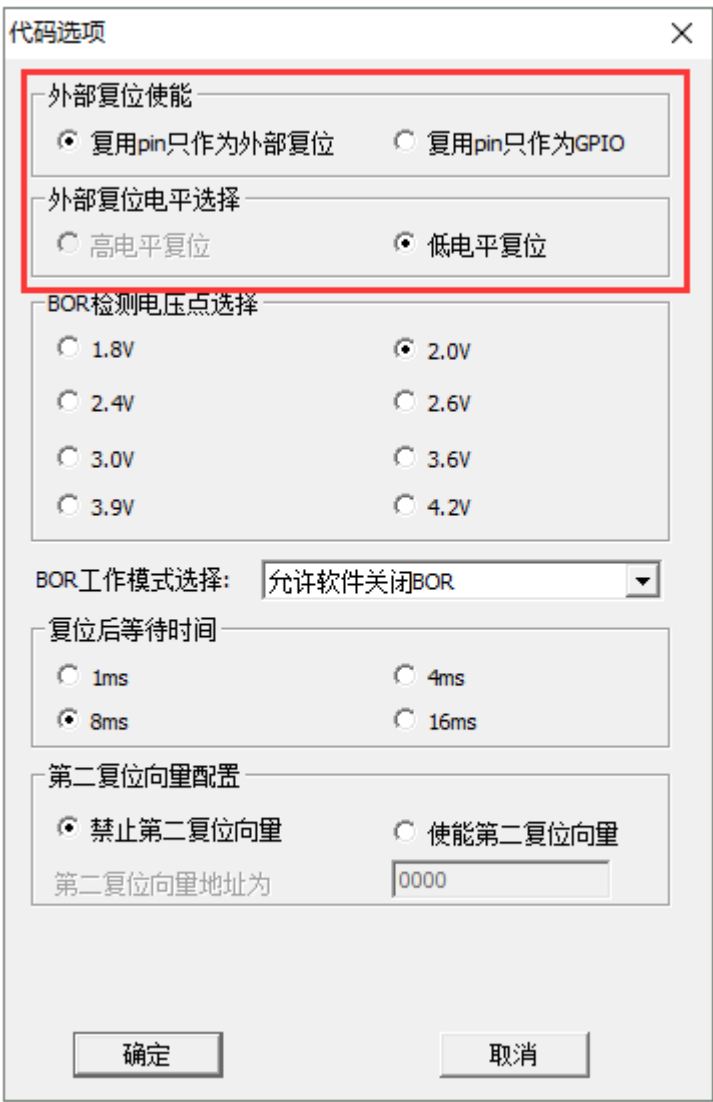 代码选项
外部复位使能
复用pin只作为外部复位 复用pin只作为GPIO
外部复位电平选择
高电平复位 低电平复位
BOR检测电压点选择
1.8V 2.0V
2.4V 2.6V
3.0V 3.6V
3.9V 4.2V
BOR工作模式选择: 允许软件关闭BOR
复位后等待时间
1ms 4ms
8ms 16ms
第二复位向量配置
禁止第二复位向量 使能第二复位向量
第二复位向量地址为 0000
确定 取消